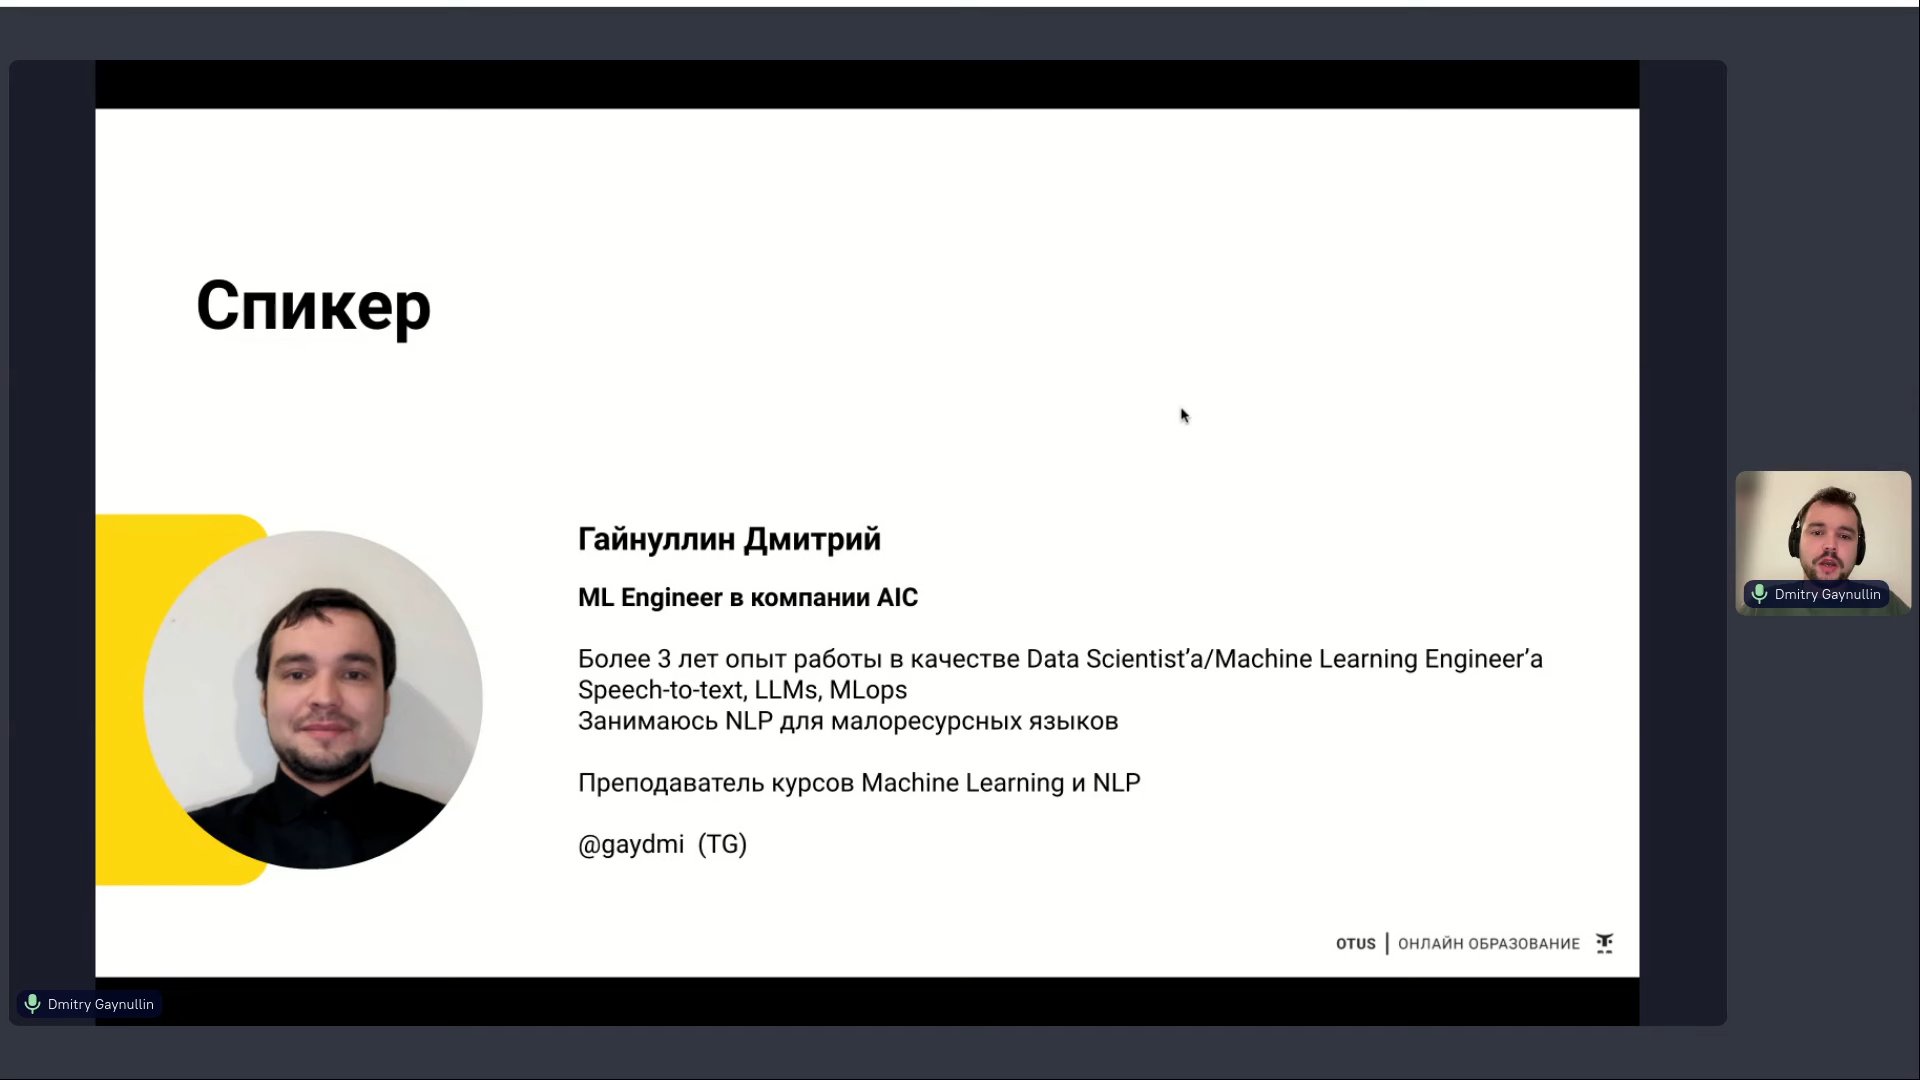 Спикер
Гайнуллин Дмитрий
ML Engineer в компании AIC
Более 3 лет опыт работы в качестве Data Scientist’a/Machine Learning Engineer’a
Speech-to-text, LLMs, MLops
Занимаюсь NLP для малоресурсных языков
Преподаватель курсов Machine Learning и NLP
@gaydmi (TG)
OTUS | ОНЛАЙН ОБРАЗОВАНИЕ
Dmitry Gaynullin
Dmitry Gaynullin